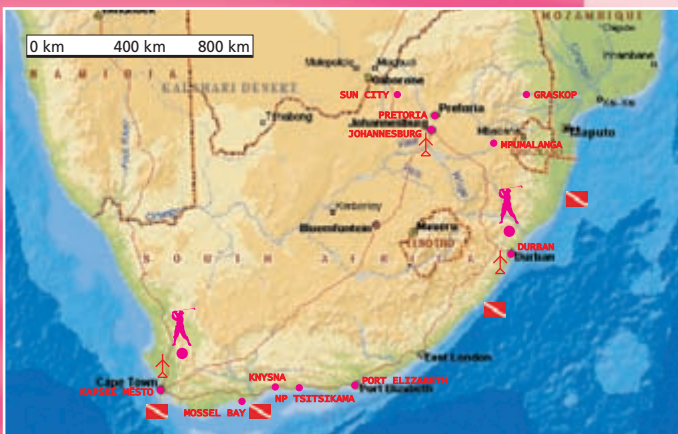 MOZAMBIQUE
0 km 400 km 800 km
NAMIBIA
KALAHARI DESERT
Gaborone
SUN CITY
GRASKOP
PRETORIA
Pretoria
Johannesburg
JOHANNESBURG
Maputo
MPUMALANGA
Kimberley
Bloemfontein
Maseru
LESOTHO
DURBAN
Durban
SOUTH AFRICA
East London
Cape Town
KAPSKÉ MĚSTO
KNYSNA
NP TSITSIKAMA
PORT ELIZABETH
Port Elizabeth
MOSSEL BAY